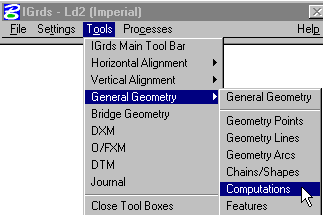 IGrds - Ld2 (Imperial)
File Settings Tools Processes Help
IGrds Main Tool Bar
Horizontal Alignment
Vertical Alignment
General Geometry
Bridge Geometry
DXM
O/FXM
DTM
Journal
Close Tool Boxes
General Geometry
Geometry Points
Geometry Lines
Geometry Arcs
Chains/Shapes
Computations
Features